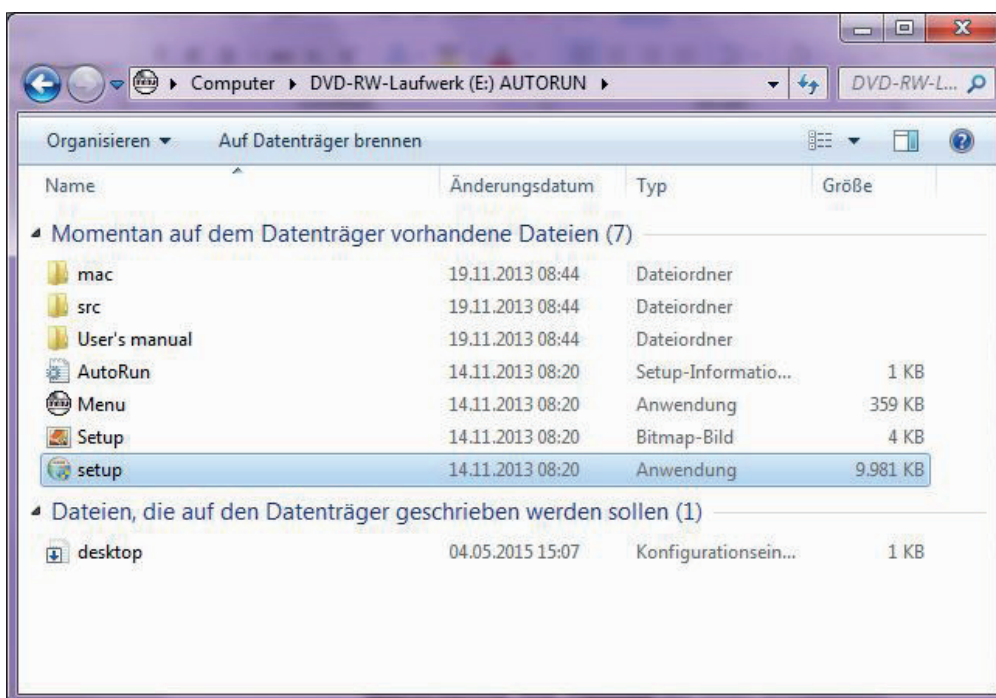 Computer ▸ DVD-RW-Laufwerk (E:) AUTORUN ▸ DVD-RW-L...
Organisieren Auf Datenträger brennen
Name Änderungsdatum Typ Größe
Momentan auf dem Datenträger vorhandene Dateien (7)
mac 19.11.2013 08:44 Dateiordner
src 19.11.2013 08:44 Dateiordner
User's manual 19.11.2013 08:44 Dateiordner
AutoRun 14.11.2013 08:20 Setup-Informatio... 1 KB
Menu 14.11.2013 08:20 Anwendung 359 KB
Setup 14.11.2013 08:20 Bitmap-Bild 4 KB
setup 14.11.2013 08:20 Anwendung 9.981 KB
Dateien, die auf den Datenträger geschrieben werden sollen (1)
desktop 04.05.2015 15:07 Konfigurationsein... 1 KB